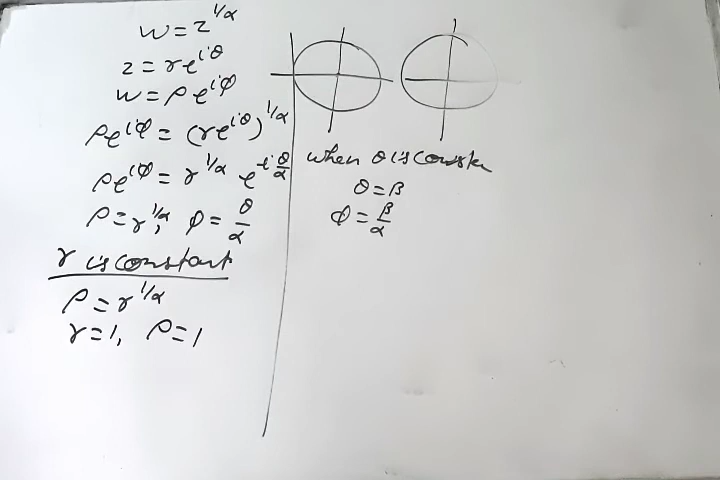 w = z^{1/α}
z = re^{iθ}
w = ρe^{iφ}
ρe^{iφ} = (re^{iθ})^{1/α}
ρe^{iφ} = r^{1/α} e^{iθ/α}
ρ = r^{1/α}, φ = θ/α
r is constant
ρ = r^{1/α}
r = 1, ρ = 1
when θ is
θ = β
φ = β/α